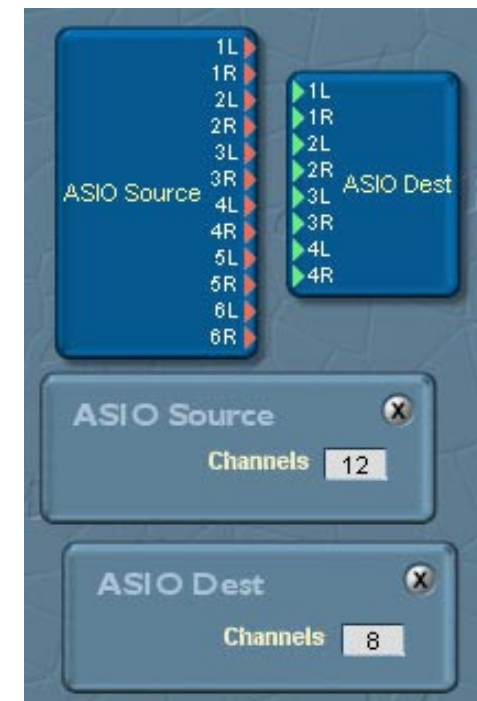 1L
1R
2L
2R
3L
3R
4L
4R
5L
5R
6L
6R
ASIO Source
1L
1R
2L
2R
3L
3R
4L
4R
ASIO Dest
ASIO Source
X
Channels 12
ASIO Dest
X
Channels 8